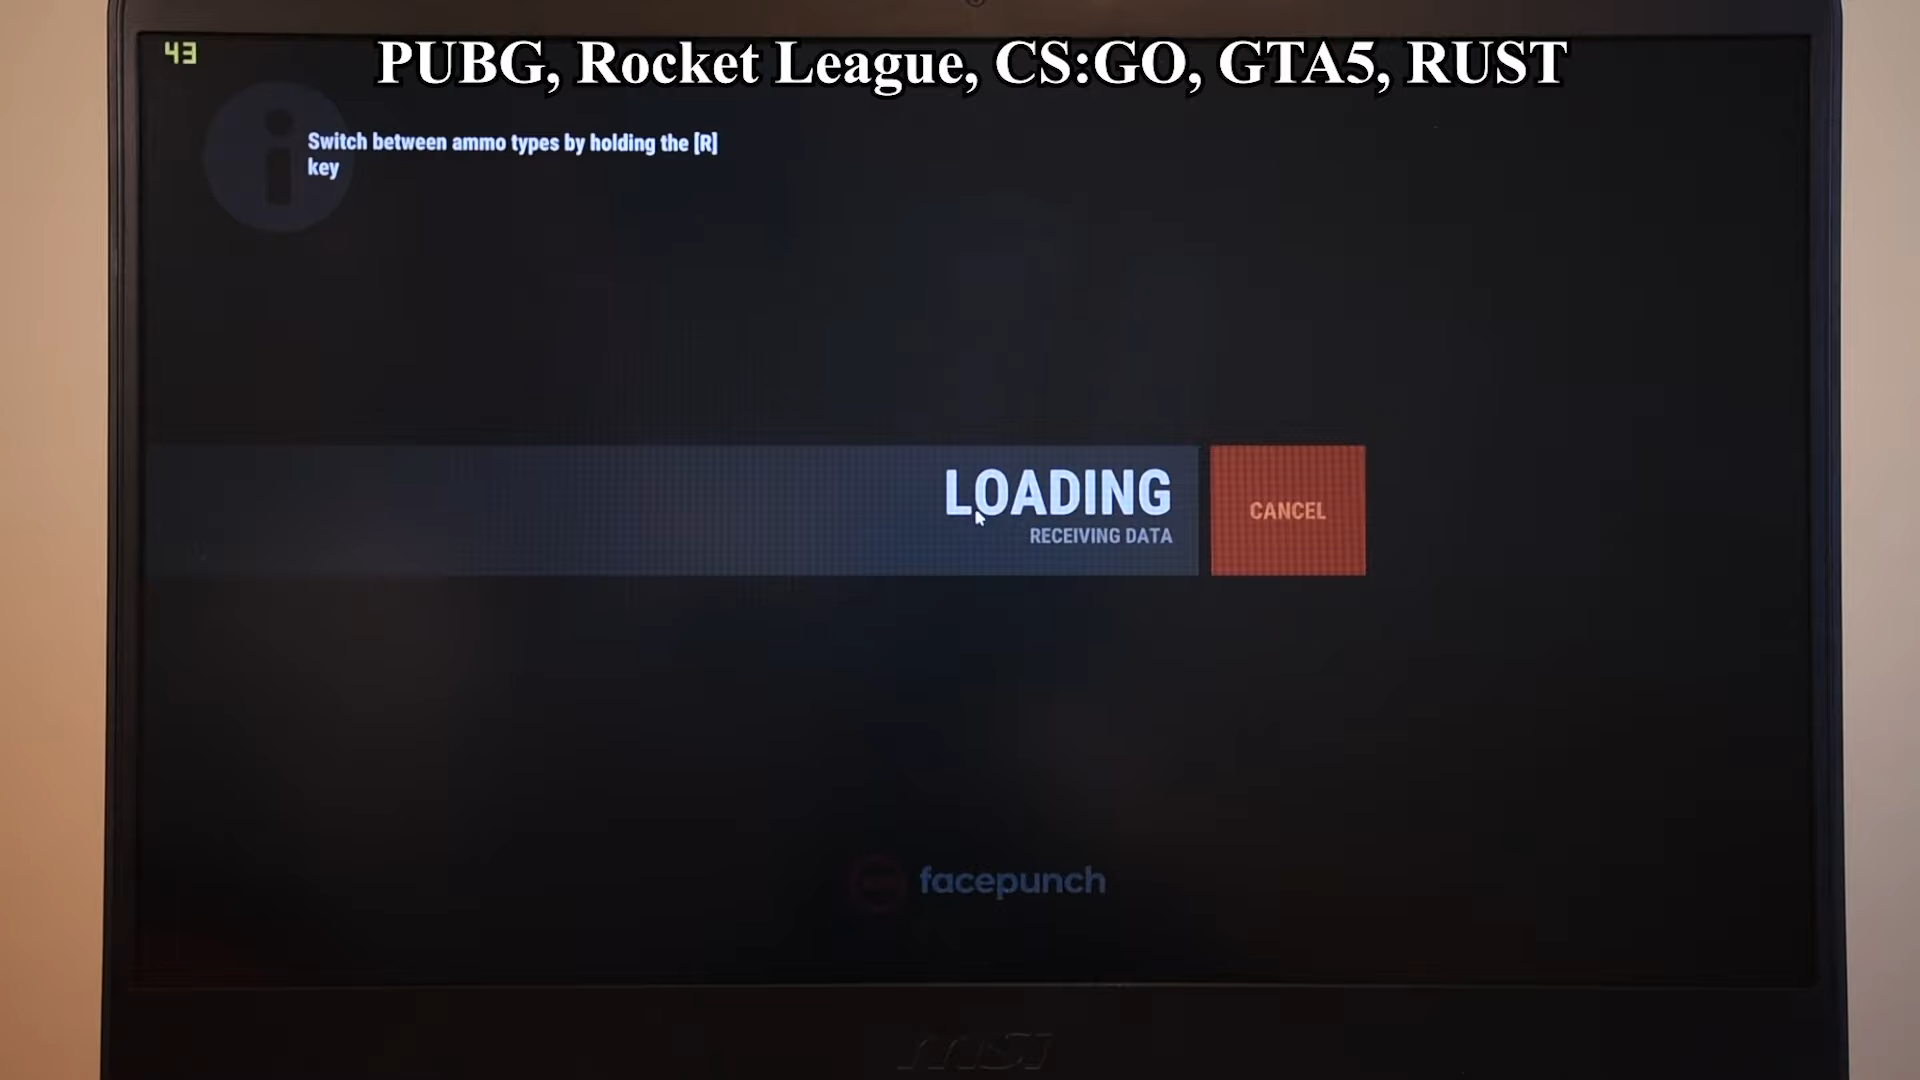 43
PUBG, Rocket League, CS:GO, GTA5, RUST
Switch between ammo types by holding the [R]
key
LOADING
RECEIVING DATA
CANCEL
facepunch
msi